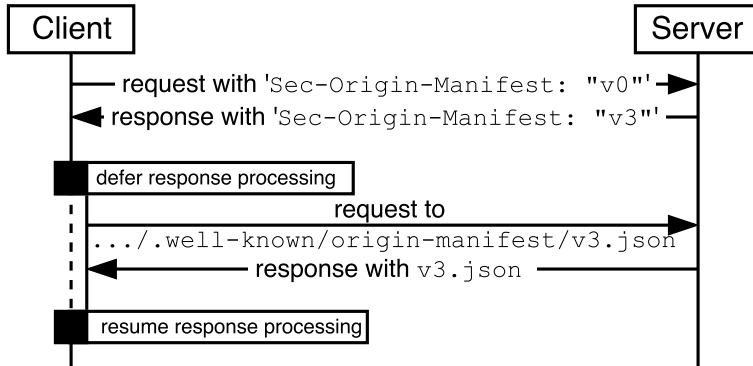 Client
Server
request with 'Sec-Origin-Manifest: "v0"'
response with 'Sec-Origin-Manifest: "v3"'
defer response processing
request to
.../.well-known/origin-manifest/v3.json
response with v3.json
resume response processing